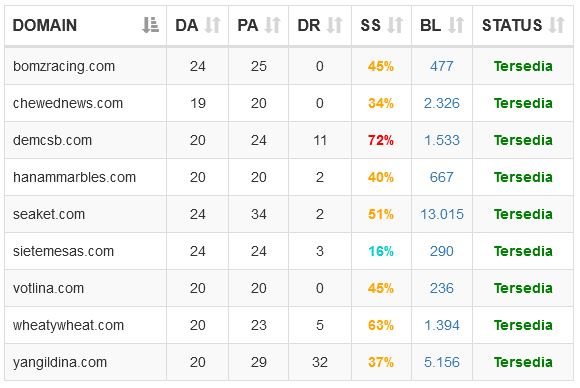 DOMAIN DA PA DR SS BL STATUS
bomzracing.com 24 25 0 45% 477 Tersedia
chewednews.com 19 20 0 34% 2.326 Tersedia
demcsb.com 20 24 11 72% 1.533 Tersedia
hanammarbles.com 20 20 2 40% 667 Tersedia
seaket.com 24 34 2 51% 13.015 Tersedia
sietemesas.com 24 24 3 16% 290 Tersedia
votlina.com 20 20 0 45% 236 Tersedia
wheatywheat.com 20 23 5 63% 1.394 Tersedia
yangildina.com 20 29 32 37% 5.156 Tersedia